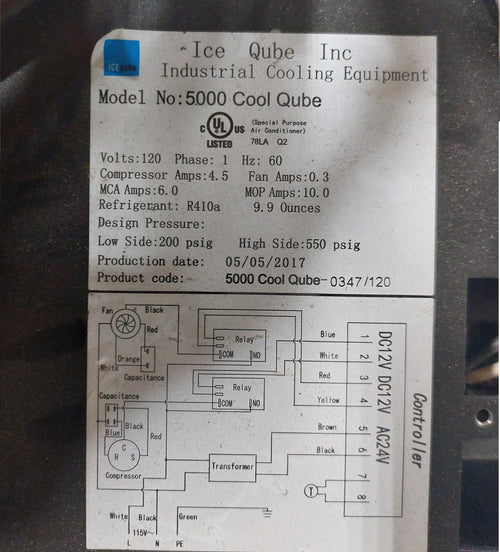 ICEqube
Ice Qube Inc
Industrial Cooling Equipment
Model No:5000 Cool Qube
c UL US LISTED
(Special Purpose
Air Conditioner)
78LA Q2
Volts:120 Phase: 1 Hz: 60
Compressor Amps:4.5 Fan Amps:0.3
MCA Amps:6.0 MOP Amps:10.0
Refrigerant: R410a 9.9 Ounces
Design Pressure:
Low Side:200 psig High Side:550 psig
Production date: 05/05/2017
Product code: 5000 Cool Qube-0347/120
Fan
Black
Red
Orange
White
Capacitance
Capacitance
Black
Blue
Red
C
R S
Compressor
Relay
COM NO
Relay
COM NO
Transformer
Blue
White
Red
Yellow
Brown
Black
1
2
3
4
5
6
7
8
DC12V DC12V AC24V
Controller
T
White Black Green
115V~
L N PE